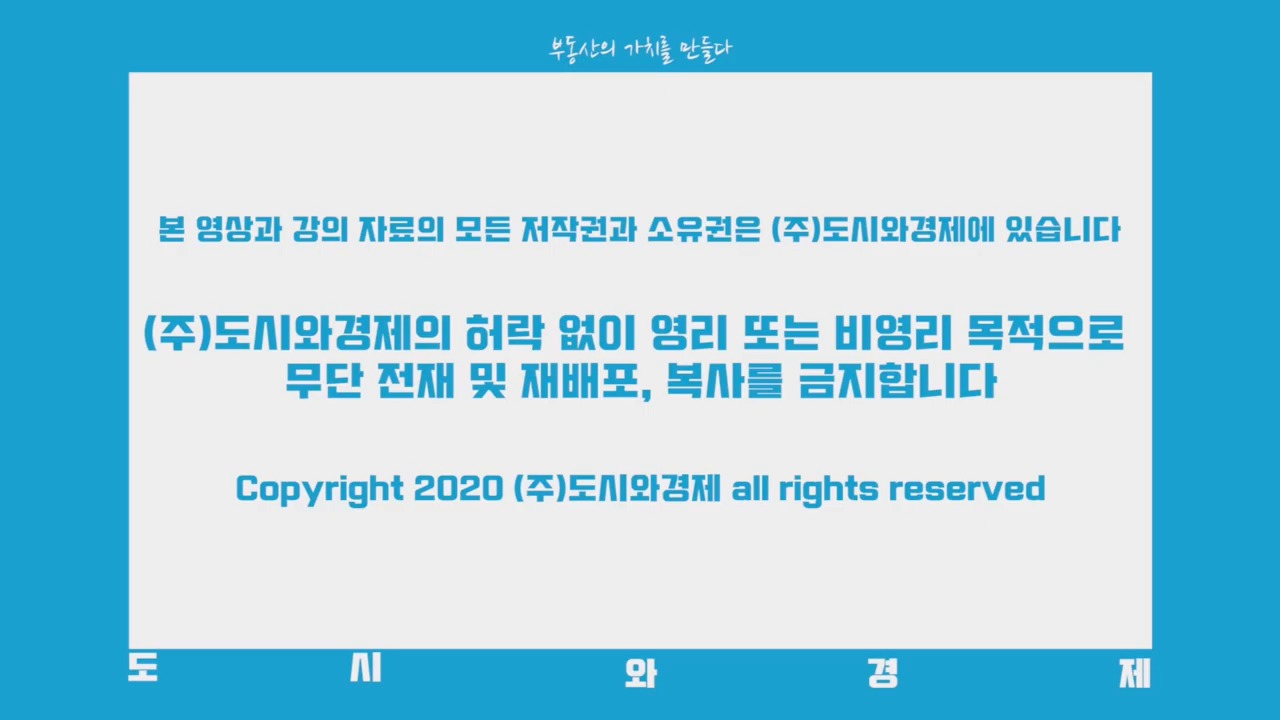 부동산의 가치를 만들다
본 영상과 강의 자료의 모든 저작권과 소유권은 (주)도시와경제에 있습니다
(주)도시와경제의 허락 없이 영리 또는 비영리 목적으로
무단 전재 및 재배포, 복사를 금지합니다
Copyright 2020 (주)도시와경제 all rights reserved
도 시 와 경 제